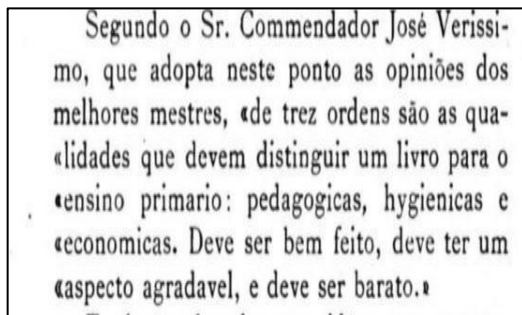 Segundo o Sr. Commendador José Verissi-
mo, que adopta neste ponto as opiniões dos
melhores mestres, «de trez ordens são as qua-
«lidades que devem distinguir um livro para o
«ensino primario: pedagogicas, hygienicas e
«economicas. Deve ser bem feito, deve ter um
«aspecto agradavel, e deve ser barato.»